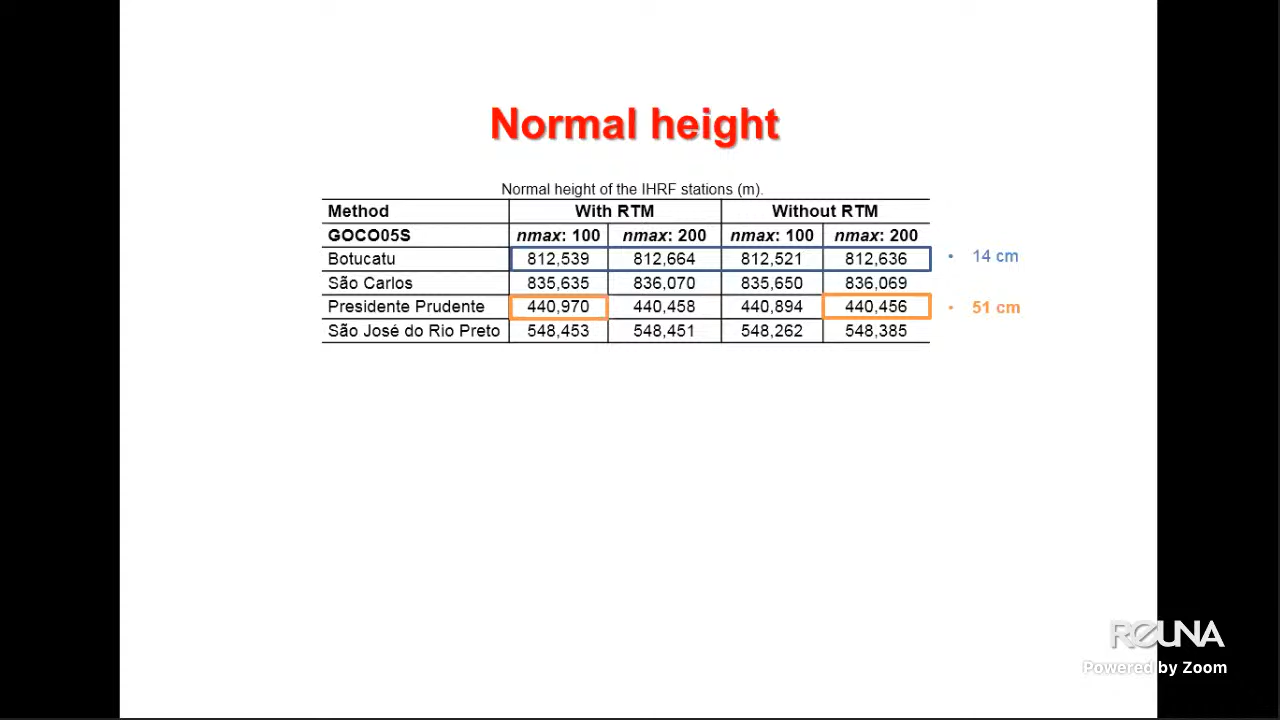 Normal height
Normal height of the IHRF stations (m).
Method With RTM Without RTM
GOCO05S nmax: 100 nmax: 200 nmax: 100 nmax: 200
Botucatu 812,539 812,664 812,521 812,636 • 14 cm
São Carlos 835,635 836,070 835,650 836,069
Presidente Prudente 440,970 440,458 440,894 440,456 • 51 cm
São José do Rio Preto 548,453 548,451 548,262 548,385
REUNA
Powered by Zoom